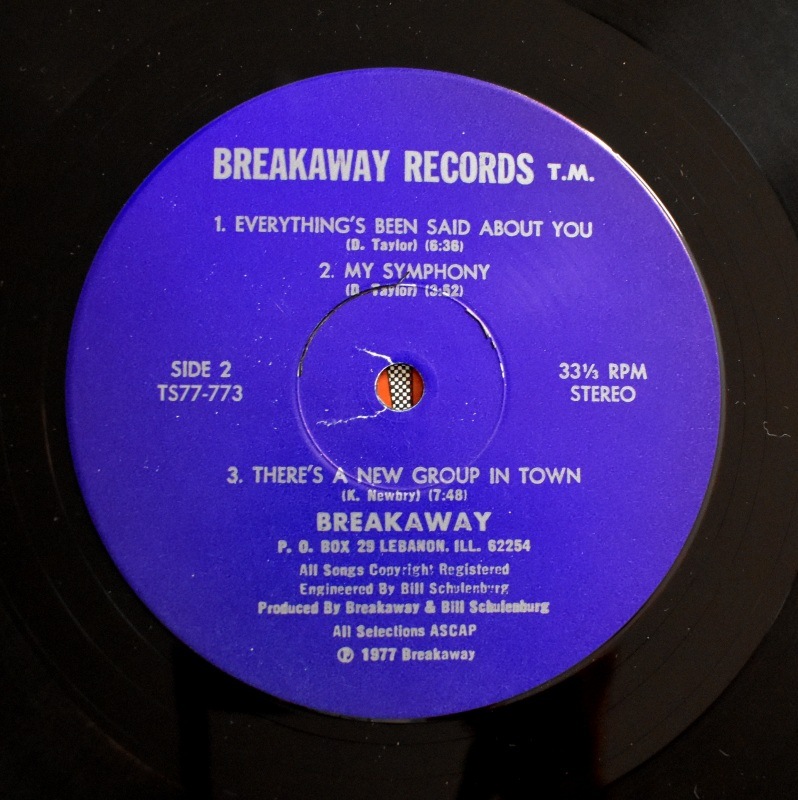 BREAKAWAY RECORDS T.M.
1. EVERYTHING'S BEEN SAID ABOUT YOU
(D. Taylor) (6:36)
2. MY SYMPHONY
(D. Taylor) (3:52)
SIDE 2
TS77-773
33⅓ RPM
STEREO
3. THERE'S A NEW GROUP IN TOWN
(K. Newbry) (7:48)
BREAKAWAY
P. O. BOX 29 LEBANON, ILL. 62254
All Songs Copyright Registered
Engineered By Bill Schulenburg
Produced By Breakaway & Bill Schulenburg
All Selections ASCAP
Ⓟ 1977 Breakaway